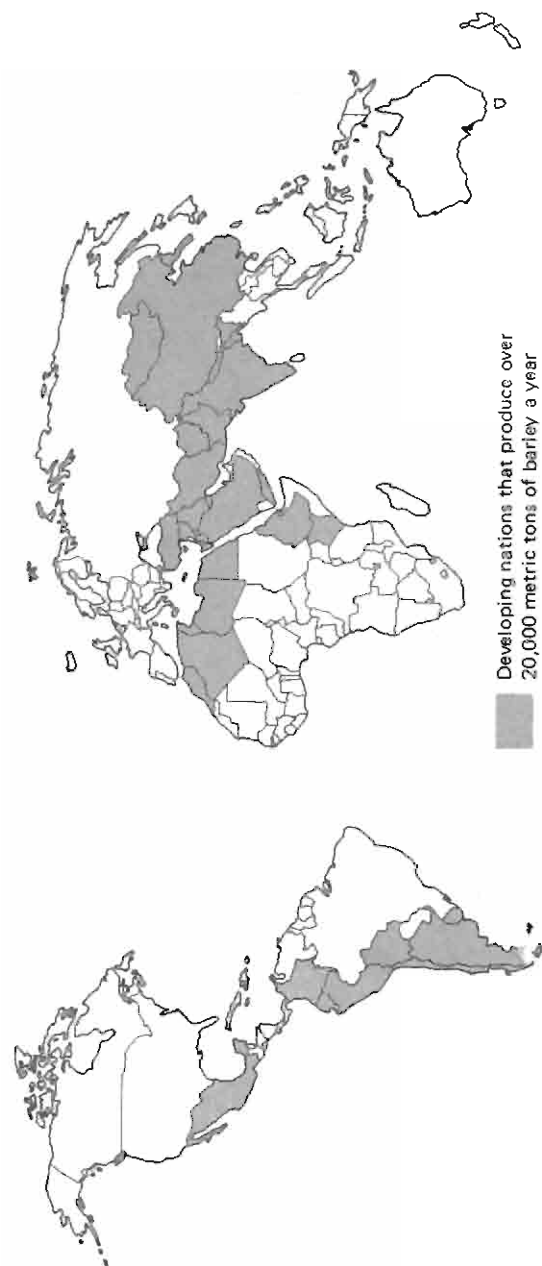 Developing nations that produce over
20,000 metric tons of barley a year